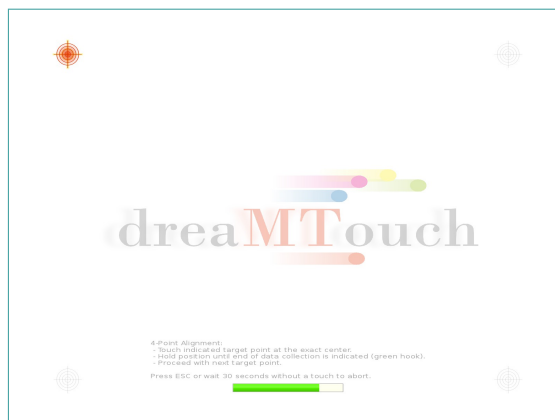 dreaMTouch
4-Point Alignment:
- Touch indicated target point at the exact center.
- Hold position until end of data collection is indicated (green hook).
- Proceed with next target point.
Press ESC or wait 30 seconds without a touch to abort.